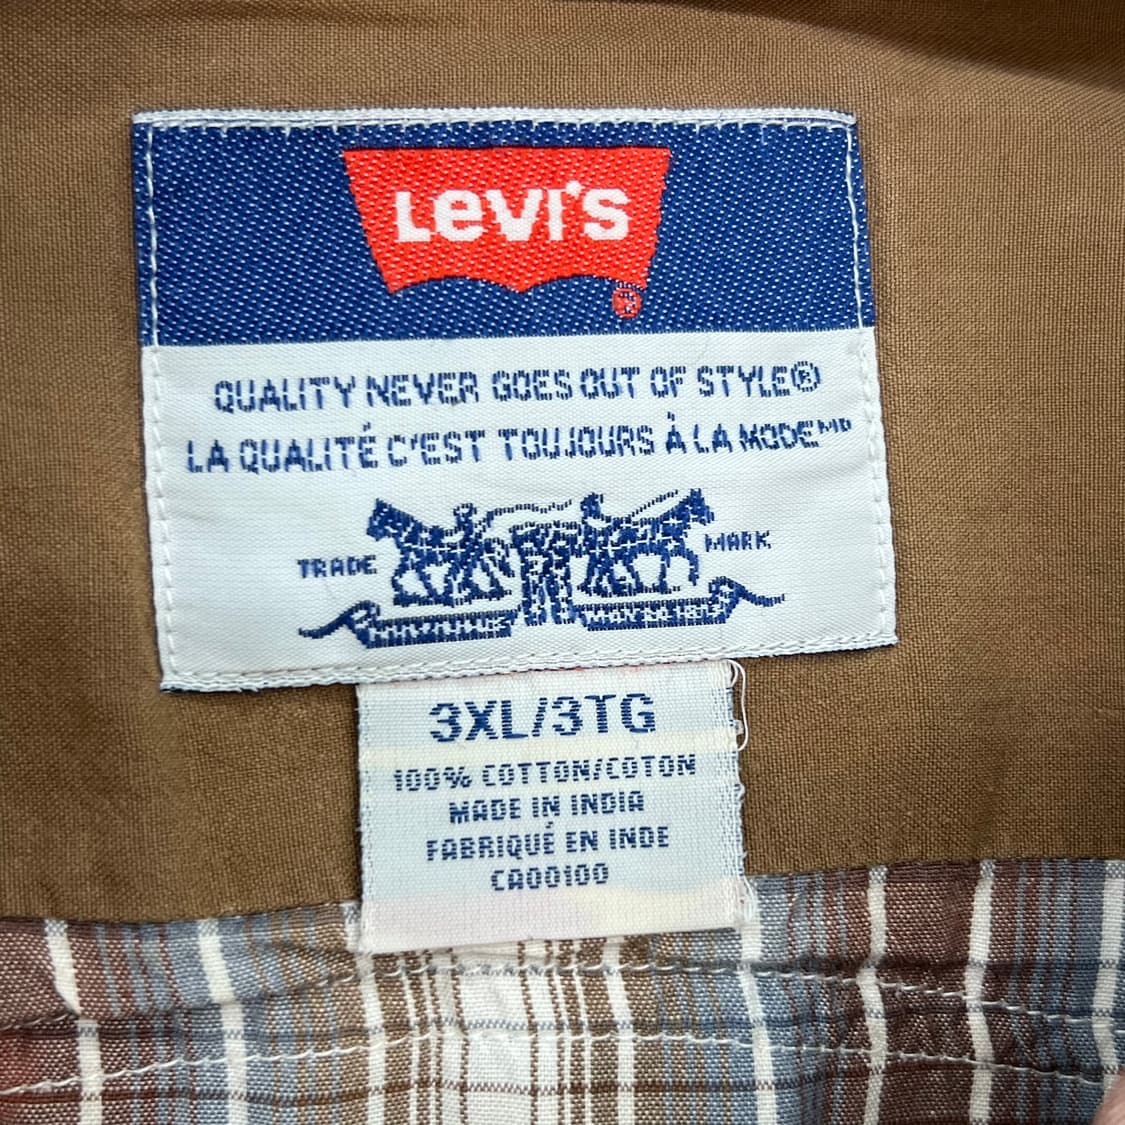 LEVI'S
®
QUALITY NEVER GOES OUT OF STYLE®
LA QUALITÉ C'EST TOUJOURS À LA MODE
TRADE MARK
3XL/3TG
100% COTTON/COTON
MADE IN INDIA
FABRIQUÉ EN INDE
CA00100